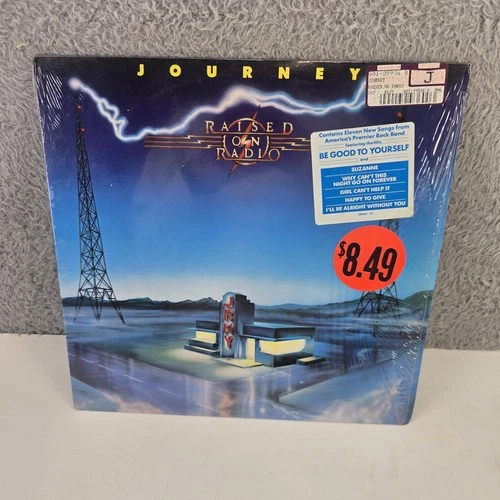 JOURNEY
J
RAISED
ON
RADIO
Contains Eleven New Songs from
America's Premier Rock Band
featuring the Hits
BE GOOD TO YOURSELF
and
SUZANNE
WHY CAN'T THIS
NIGHT GO ON FOREVER
GIRL CAN'T HELP IT
HAPPY TO GIVE
I'LL BE ALRIGHT WITHOUT YOU
$8.49
JRNY